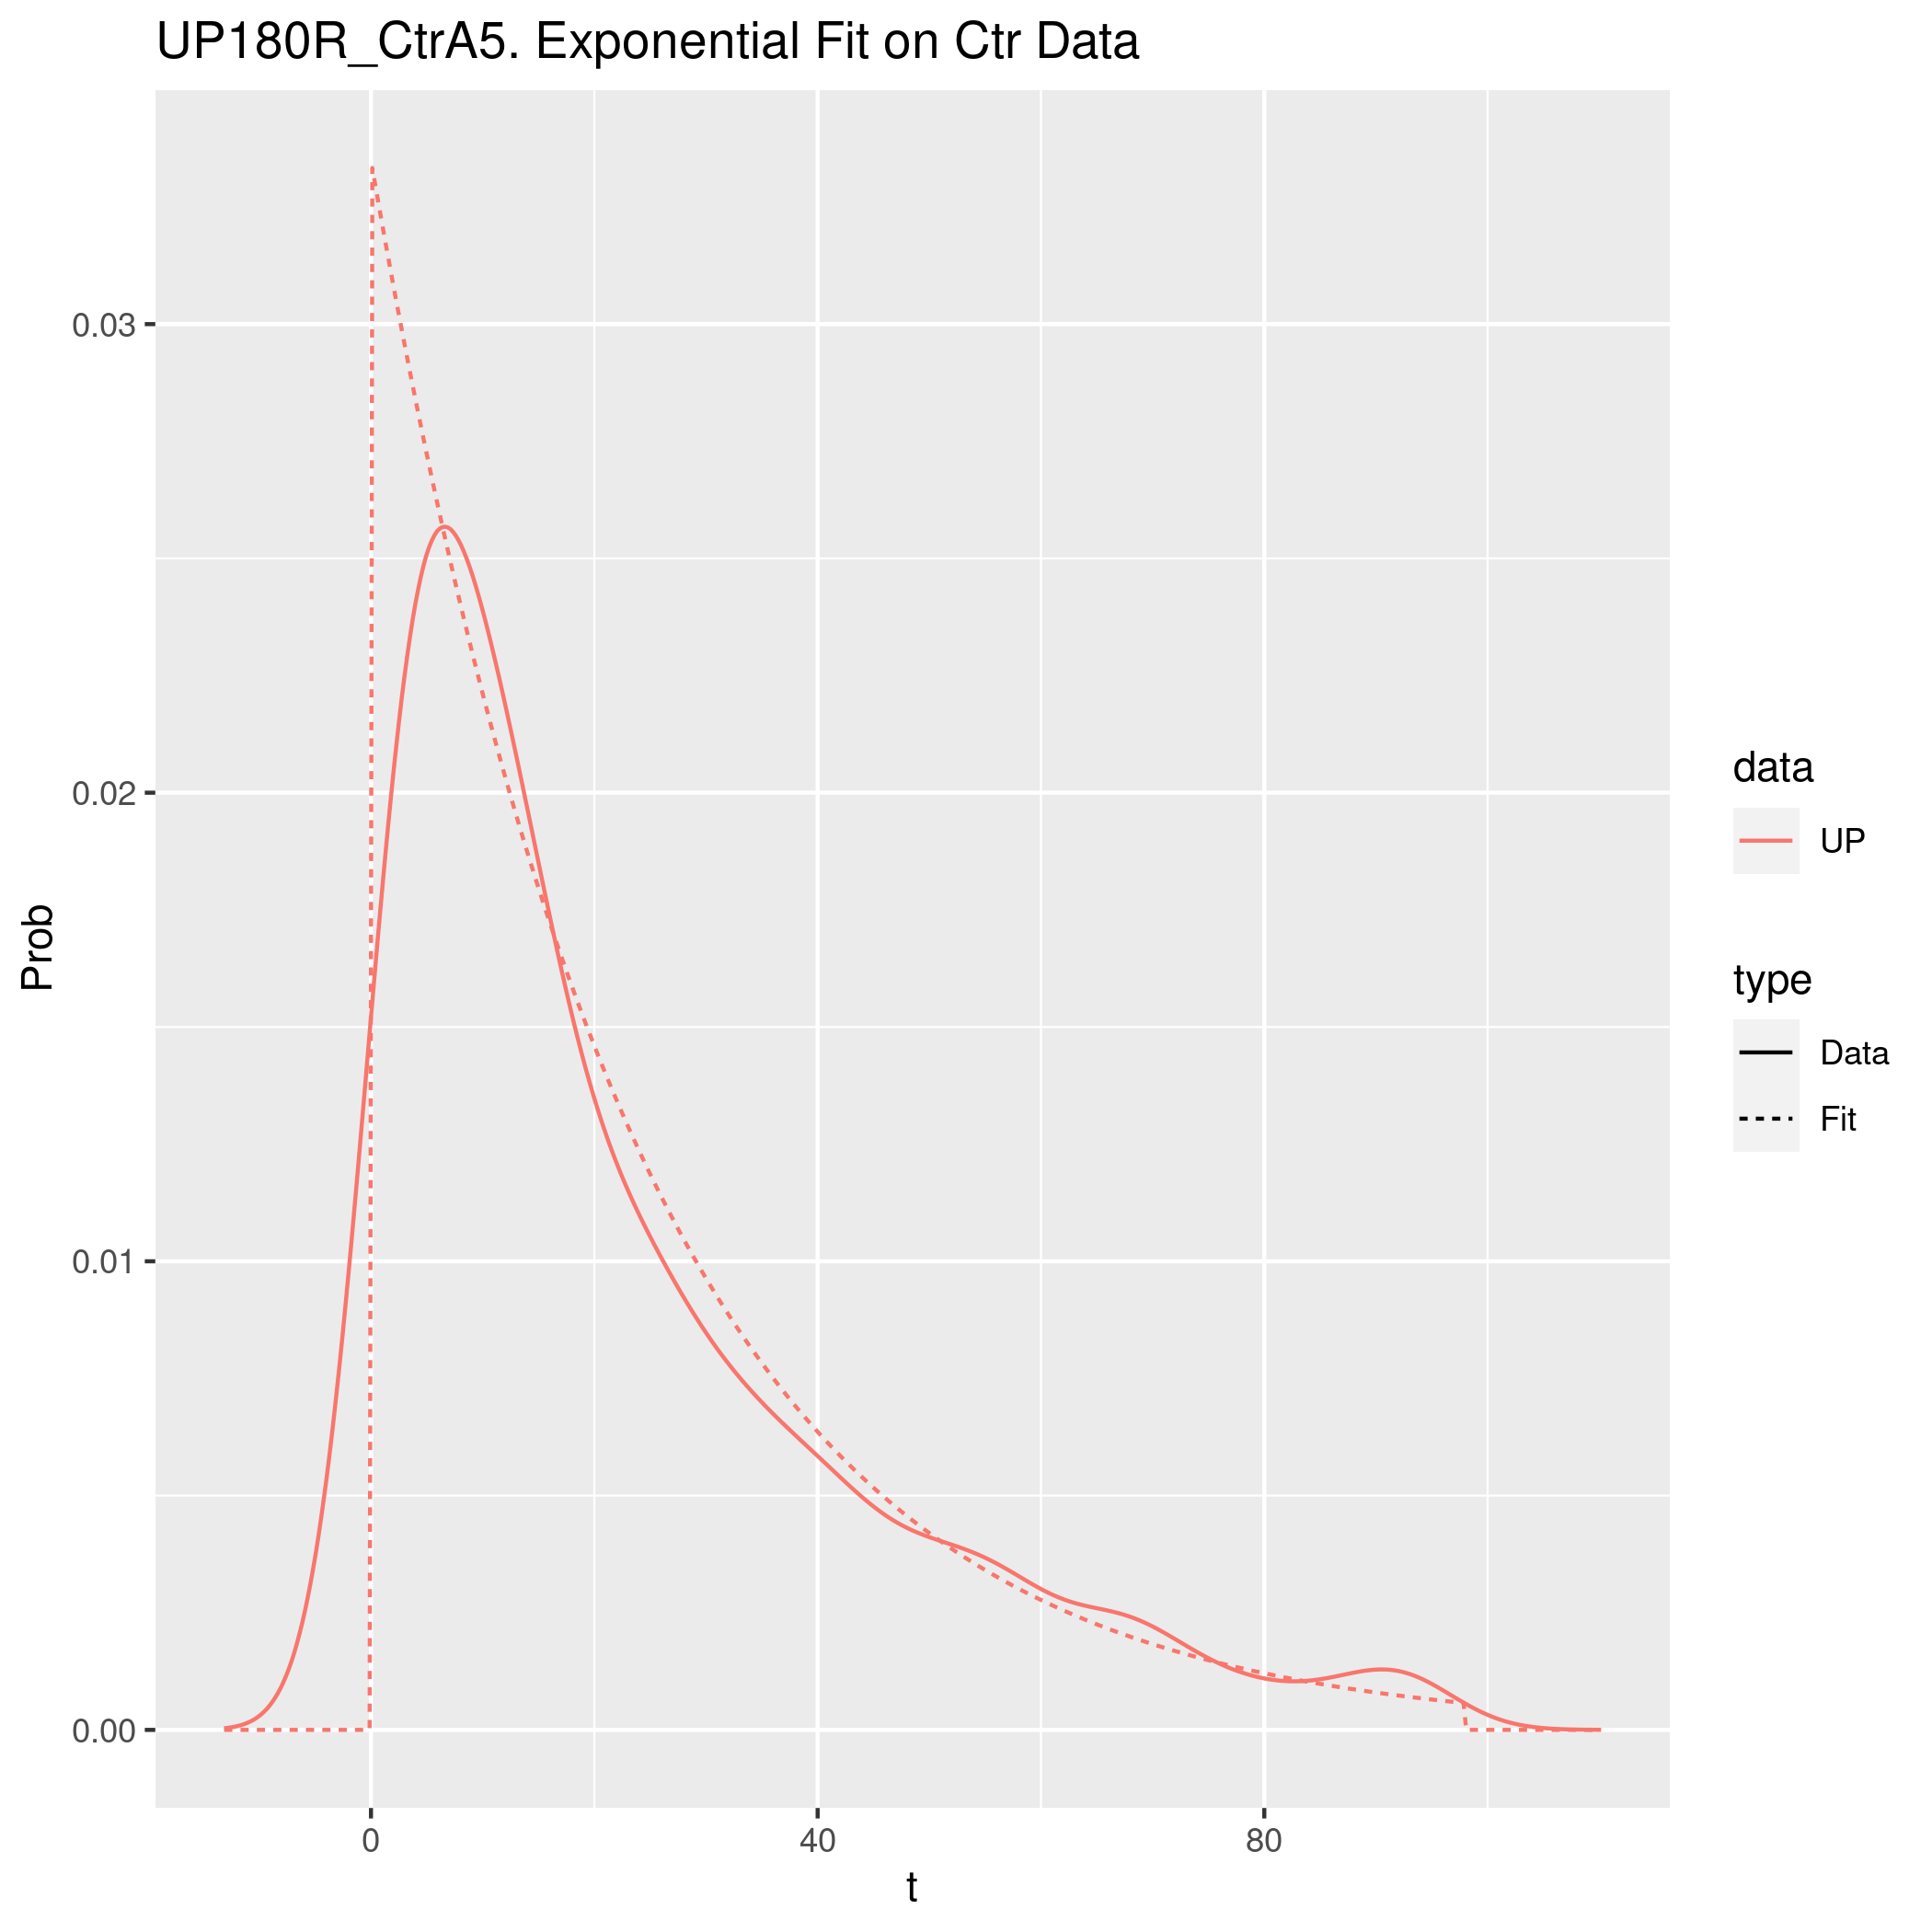 UP180R_CtrA5. Exponential Fit on Ctr Data
0.03
0.02
0.01
0.00
Prob
0
40
80
t
data
UP
type
Data
Fit